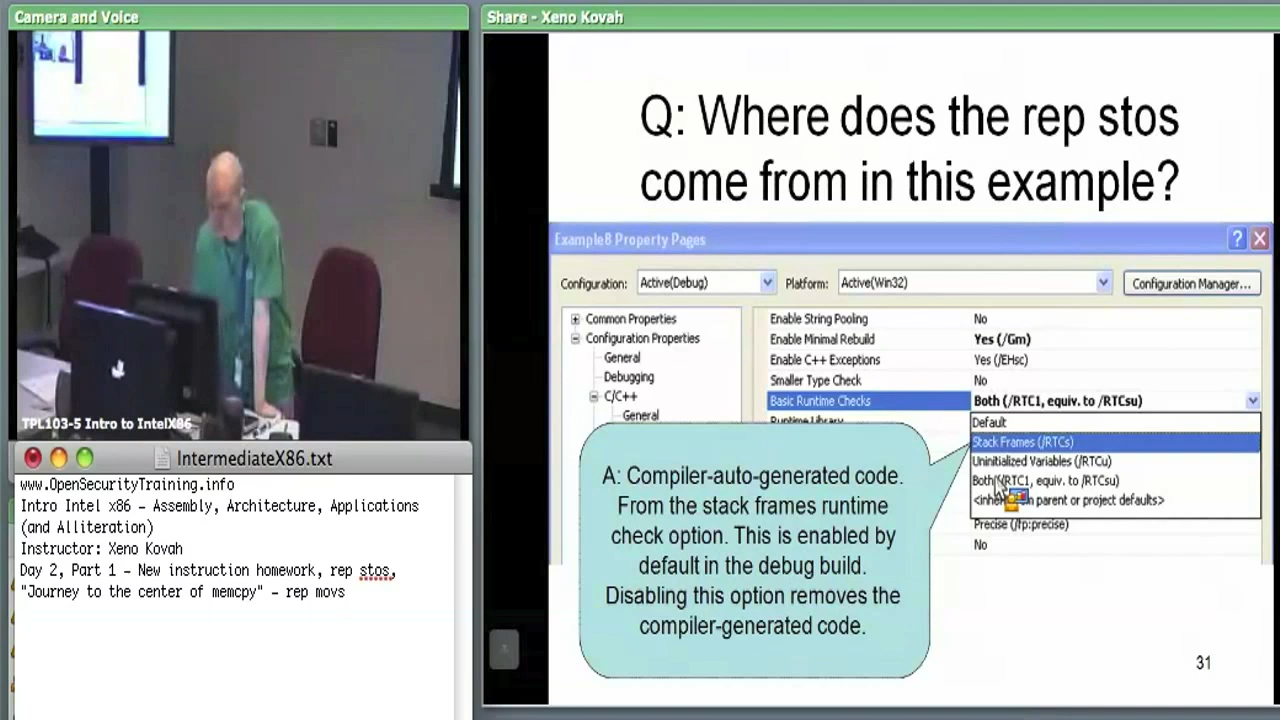 Camera and Voice
TPL103-5 Intro to IntelX86
IntermediateX86.txt
www.OpenSecurityTraining.info
Intro Intel x86 – Assembly, Architecture, Applications
(and Alliteration)
Instructor: Xeno Kovah
Day 2, Part 1 – New instruction homework, rep stos,
"Journey to the center of memcpy" – rep movs
Share - Xeno Kovah
Q: Where does the rep stos
come from in this example?
Example8 Property Pages
Configuration: Active(Debug) Platform: Active(Win32) Configuration Manager...
Common Properties
Configuration Properties
General
Debugging
C/C++
General
Enable String Pooling No
Enable Minimal Rebuild Yes (/Gm)
Enable C++ Exceptions Yes (/EHsc)
Smaller Type Check No
Basic Runtime Checks Both (/RTC1, equiv. to /RTCsu)
Runtime Library
Default
Stack Frames (/RTCs)
Uninitialized Variables (/RTCu)
Both (/RTC1, equiv. to /RTCsu)
parent or project defaults>
Precise (/fp:precise)
No
A: Compiler-auto-generated code.
From the stack frames runtime
check option. This is enabled by
default in the debug build.
Disabling this option removes the
compiler-generated code.
31